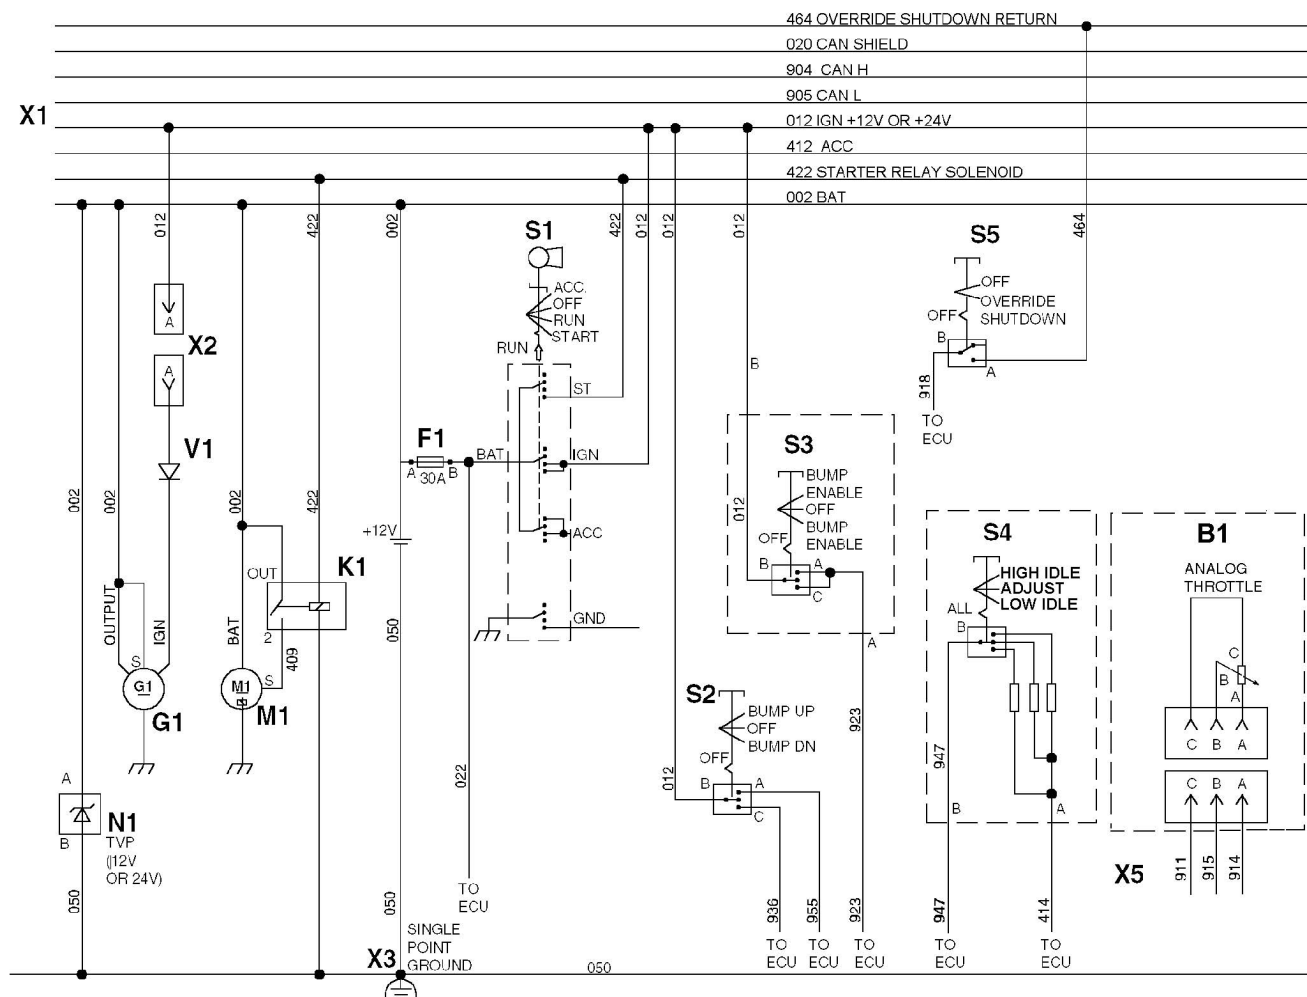 464 OVERRIDE SHUTDOWN RETURN
020 CAN SHIELD
904 CAN H
905 CAN L
X1
012 IGN +12V OR +24V
412 ACC
422 STARTER RELAY SOLENOID
002 BAT
012
422
002
S1
422
012
012
012
464
S5
ACC.
OFF
RUN
START
RUN
OFF
OVERRIDE
SHUTDOWN
OFF
B
A
918
TO
ECU
A
X2
A
V1
ST
B
F1
BAT
IGN
A
30A
B
S3
BUMP
ENABLE
OFF
BUMP
ENABLE
OFF
B
A
C
012
002
002
002
422
+12V
ACC
S4
HIGH IDLE
ADJUST
LOW IDLE
ALL
B
B1
ANALOG
THROTTLE
C
B
A
OUT
K1
2
409
OUTPUT
IGN
BAT
050
GND
A
S
G1
G1
M1
S
M1
S2
BUMP UP
OFF
BUMP DN
OFF
B
A
C
923
012
022
947
B
A
C B A
C B A
A
N1
B
TVP
(12V
OR 24V)
050
050
TO
ECU
X5
911
915
914
936
955
923
947
414
SINGLE
POINT
GROUND
X3
050
TO
ECU
TO
ECU
TO
ECU
TO
ECU
TO
ECU